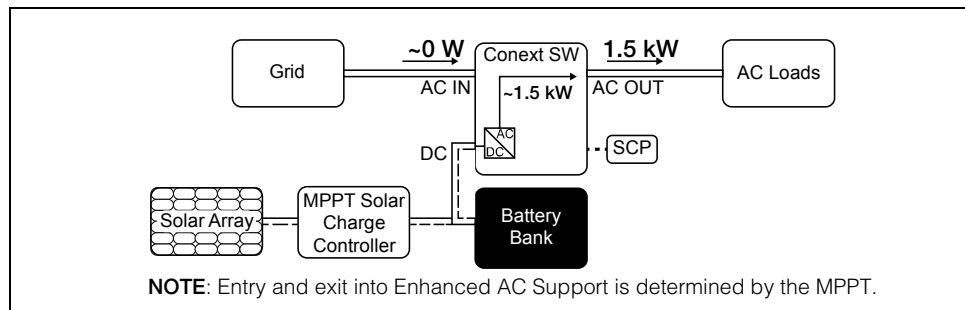 ~0 W
Conext SW
1.5 kW
Grid
AC Loads
AC IN
AC OUT
~1.5 kW
AC
DC
DC
SCP
Solar Array
MPPT Solar
Charge
Controller
Battery
Bank
NOTE: Entry and exit into Enhanced AC Support is determined by the MPPT.